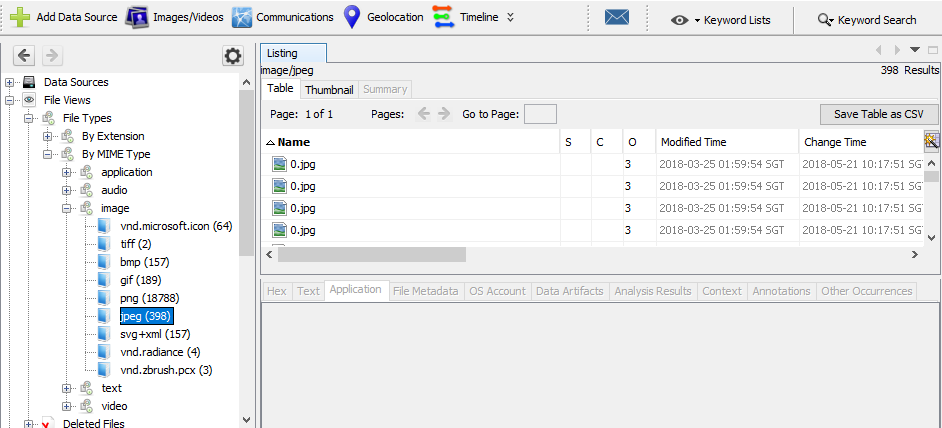 Add Data Source Images/Videos Communications Geolocation Timeline Keyword Lists Keyword Search
Data Sources
File Views
File Types
By Extension
By MIME Type
application
audio
image
vnd.microsoft.icon (64)
tiff (2)
bmp (157)
gif (189)
png (18788)
jpeg (398)
svg+xml (157)
vnd.radiance (4)
vnd.zbrush.pcx (3)
text
video
Deleted Files
Listing
image/jpeg 398 Results
Table Thumbnail Summary
Page: 1 of 1 Pages: Go to Page: Save Table as CSV
Name S C O Modified Time Change Time
0.jpg 3 2018-03-25 01:59:54 SGT 2018-05-21 10:17:51 SGT
0.jpg 3 2018-03-25 01:59:54 SGT 2018-05-21 10:17:51 SGT
0.jpg 3 2018-03-25 01:59:54 SGT 2018-05-21 10:17:51 SGT
0.jpg 3 2018-03-25 01:59:54 SGT 2018-05-21 10:17:51 SGT
Hex Text Application File Metadata OS Account Data Artifacts Analysis Results Context Annotations Other Occurrences